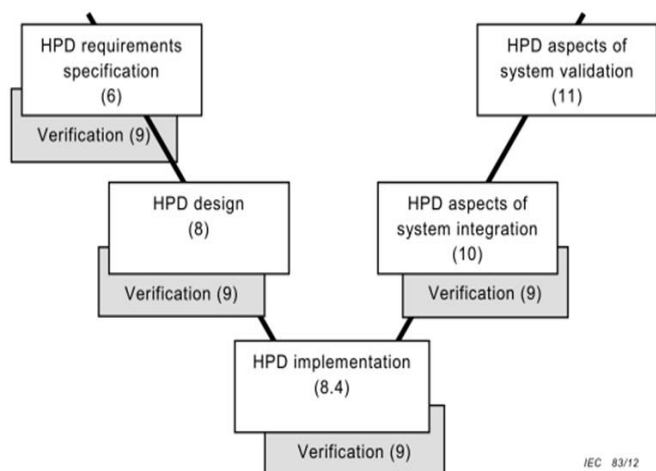 HPD requirements
specification
(6)
Verification (9)
HPD aspects of
system validation
(11)
HPD design
(8)
Verification (9)
HPD aspects of
system integration
(10)
Verification (9)
HPD implementation
(8.4)
Verification (9)
IEC 83/12